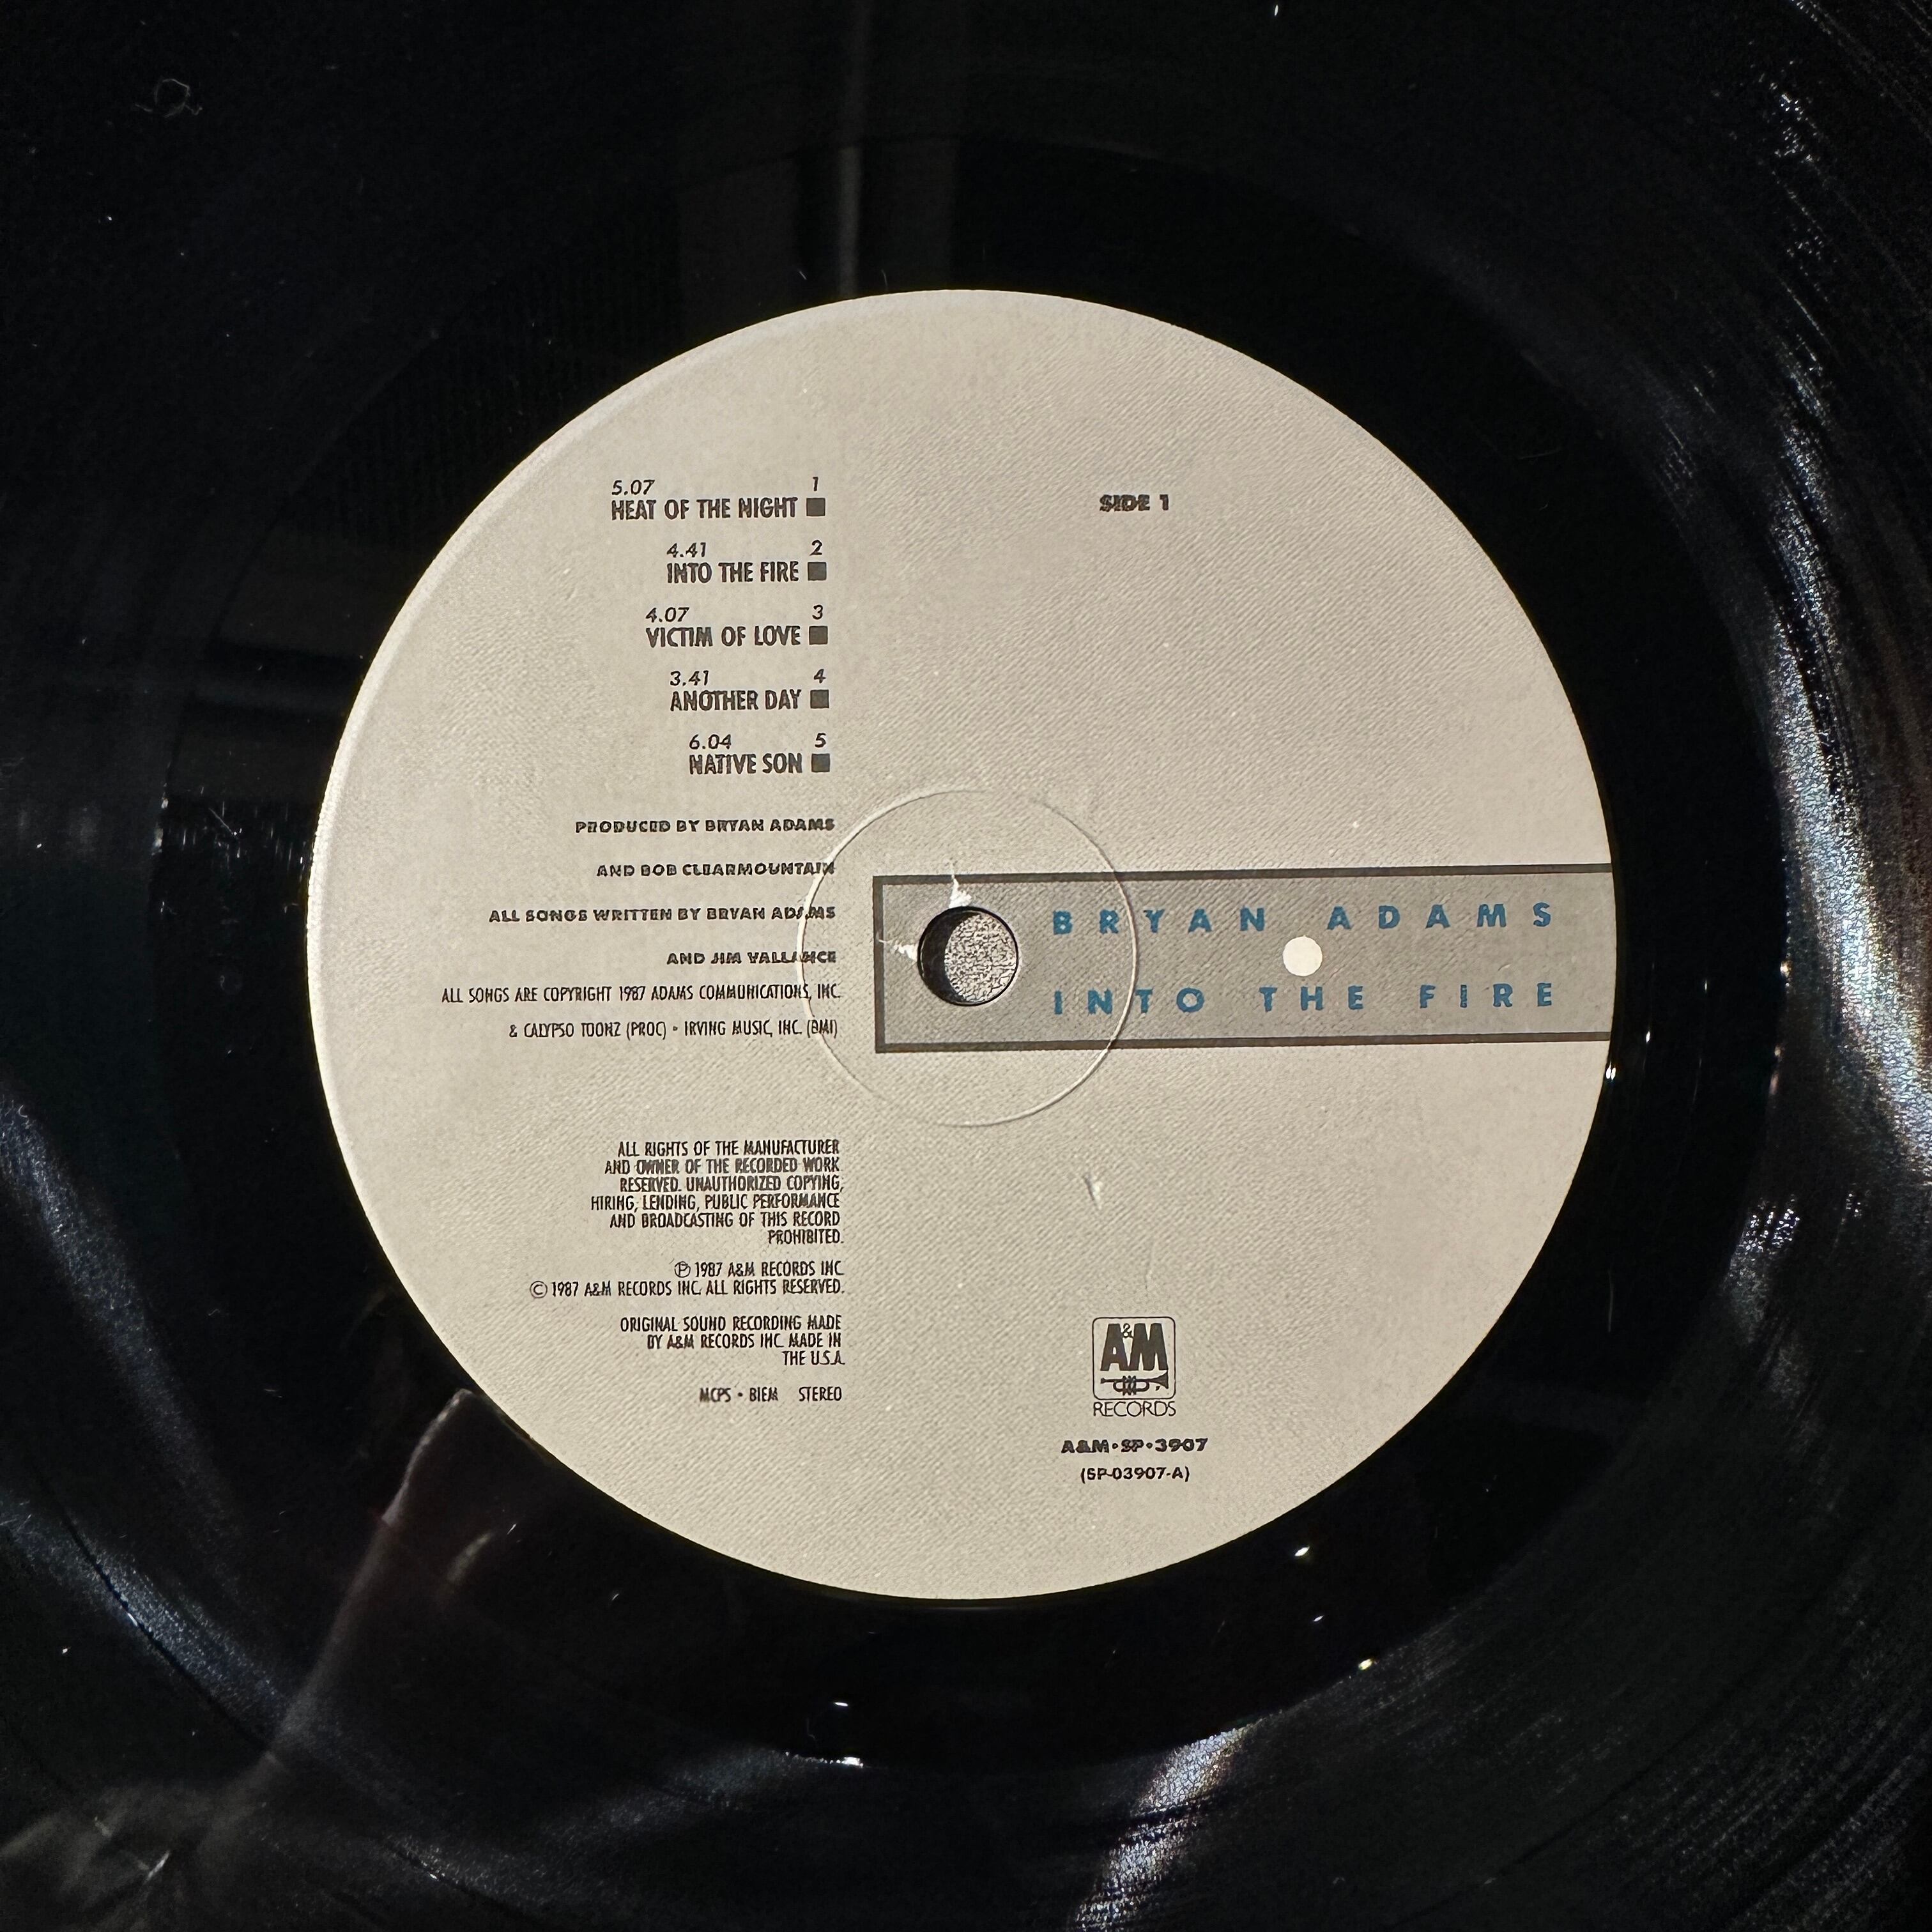 5.07 1
HEAT OF THE NIGHT
4.41 2
INTO THE FIRE
4.07 3
VICTIM OF LOVE
3.41 4
ANOTHER DAY
6.04 5
NATIVE SON
PRODUCED BY BRYAN ADAMS
AND BOB CLEARMOUNTAIN
ALL SONGS WRITTEN BY BRYAN ADAMS
AND JIM VALLANCE
ALL SONGS ARE COPYRIGHT 1987 ADAMS COMMUNICATIONS, INC.
& CALYPSO TOONZ (PROC) • IRVING MUSIC, INC. (BMI)
ALL RIGHTS OF THE MANUFACTURER
AND OWNER OF THE RECORDED WORK
RESERVED. UNAUTHORIZED COPYING,
HIRING, LENDING, PUBLIC PERFORMANCE
AND BROADCASTING OF THIS RECORD
PROHIBITED.
℗ 1987 A&M RECORDS INC.
© 1987 A&M RECORDS INC. ALL RIGHTS RESERVED.
ORIGINAL SOUND RECORDING MADE
BY A&M RECORDS INC. MADE IN
THE U.S.A.
MCPS • BIEM STEREO
SIDE 1
BRYAN ADAMS
INTO THE FIRE
A&M
RECORDS
A&M•SP•3907
(SP-03907-A)